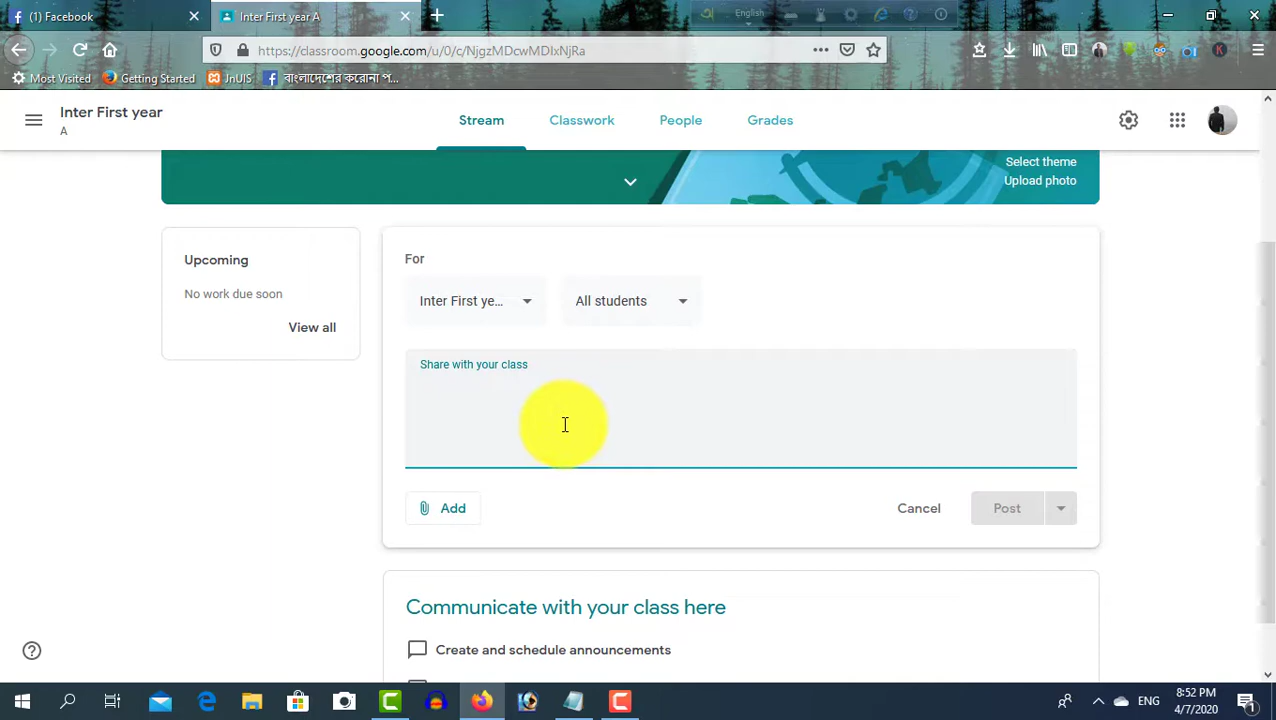 (1) Facebook
Inter First year A
English
https://classroom.google.com/u/0/c/NjgzMDcwMDIxNjRa
Most Visited
Getting Started
JnUIS
বাংলাদেশের করোনা প...
Inter First year
A
Stream
Classwork
People
Grades
Select theme
Upload photo
Upcoming
No work due soon
View all
For
Inter First ye...
All students
Share with your class
Add
Cancel
Post
Communicate with your class here
Create and schedule announcements
ENG
8:52 PM
4/7/2020